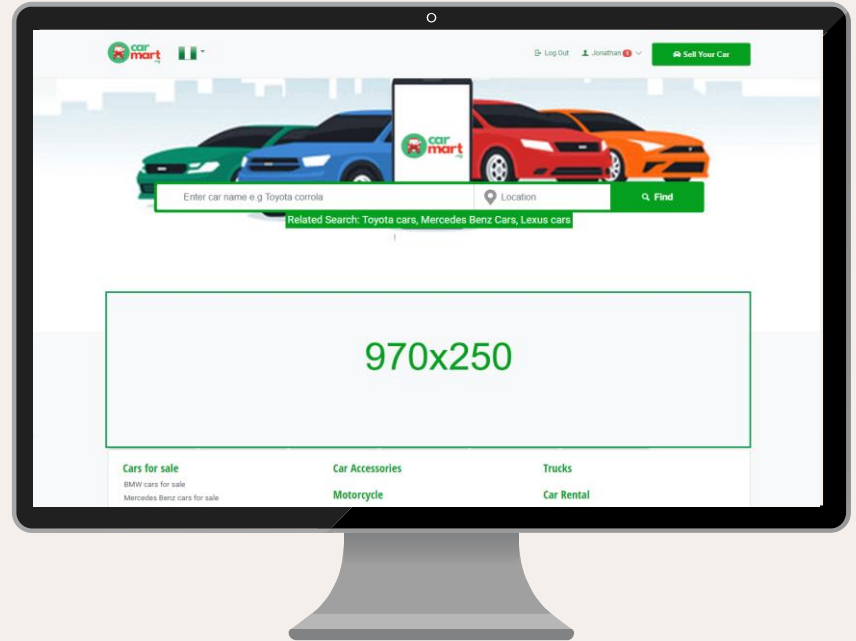 car
mart
Log Out
Jonathan
Sell Your Car
car
mart
Enter car name e.g Toyota corrola
Location
Find
Related Search: Toyota cars, Mercedes Benz Cars, Lexus cars
970x250
Cars for sale
Car Accessories
Trucks
BMW cars for sale
Mercedes Benz cars for sale
Motorcycle
Car Rental